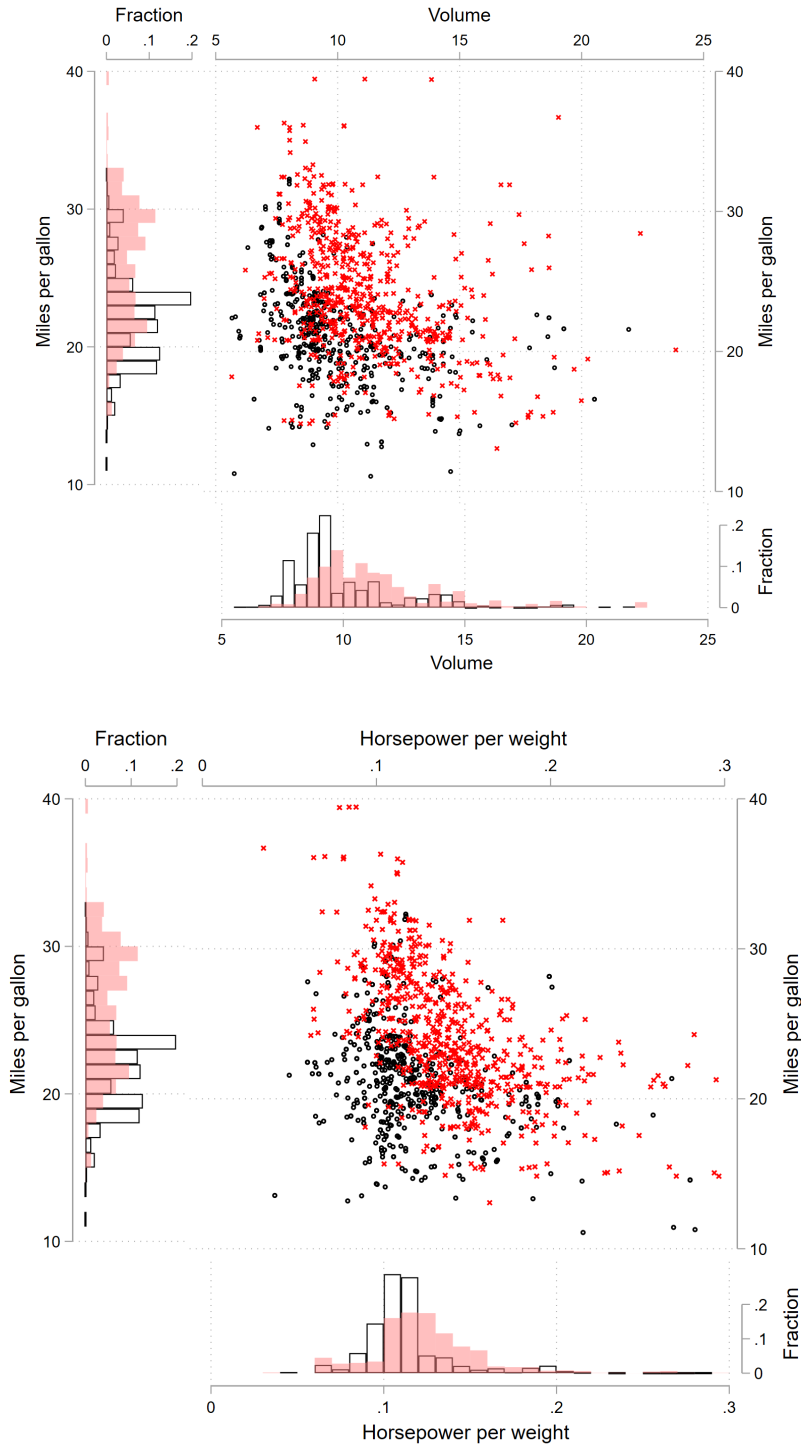 Fraction Volume
0 .1 .2 5 10 15 20 25
40 40
30 30
20 20
10 10
Miles per gallon
Miles per gallon
.2
.1
0
Fraction
5 10 15 20 25
Volume
Fraction Horsepower per weight
0 .1 .2 0 .1 .2 .3
40 40
30 30
20 20
10 10
Miles per gallon
Miles per gallon
.2
.1
0
Fraction
0 .1 .2 .3
Horsepower per weight